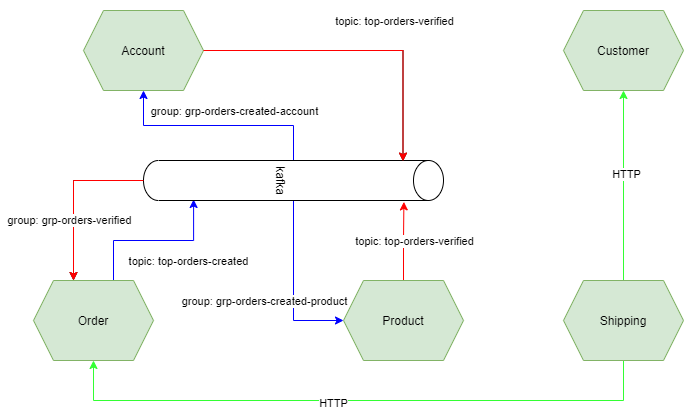 topic: top-orders-verified
Account
Customer
group: grp-orders-created-account
kafka
HTTP
group: grp-orders-verified
topic: top-orders-verified
topic: top-orders-created
group: grp-orders-created-product
Order
Product
Shipping
HTTP